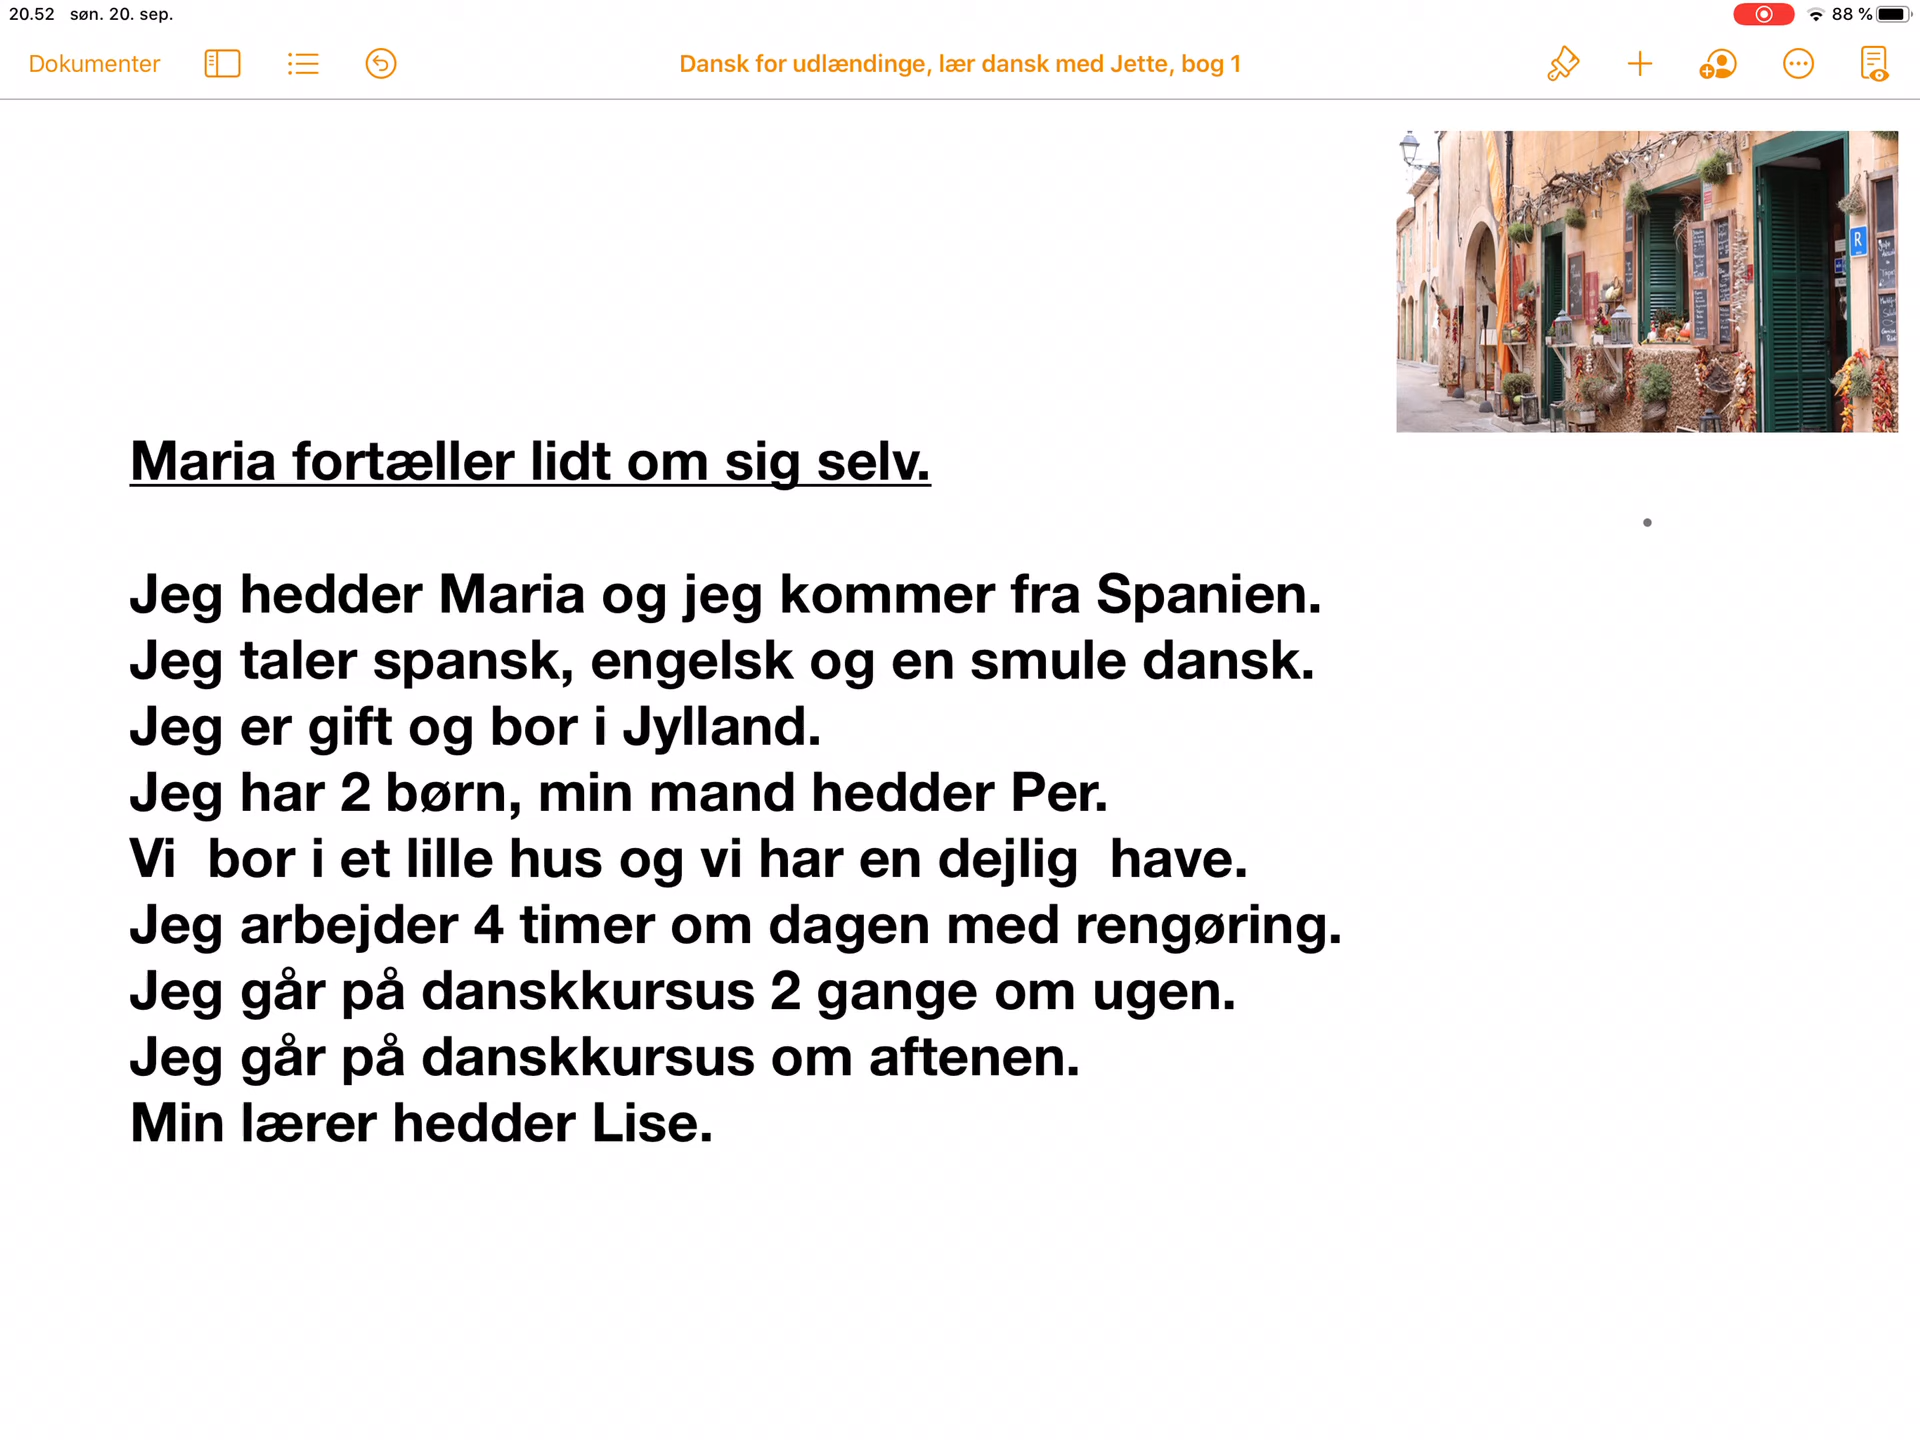 20.52 søn. 20. sep.
88 %
Dokumenter
Dansk for udlændinge, lær dansk med Jette, bog 1
R
Maria fortæller lidt om sig selv.
Jeg hedder Maria og jeg kommer fra Spanien.
Jeg taler spansk, engelsk og en smule dansk.
Jeg er gift og bor i Jylland.
Jeg har 2 børn, min mand hedder Per.
Vi  bor i et lille hus og vi har en dejlig  have.
Jeg arbejder 4 timer om dagen med rengøring.
Jeg går på danskkursus 2 gange om ugen.
Jeg går på danskkursus om aftenen.
Min lærer hedder Lise.